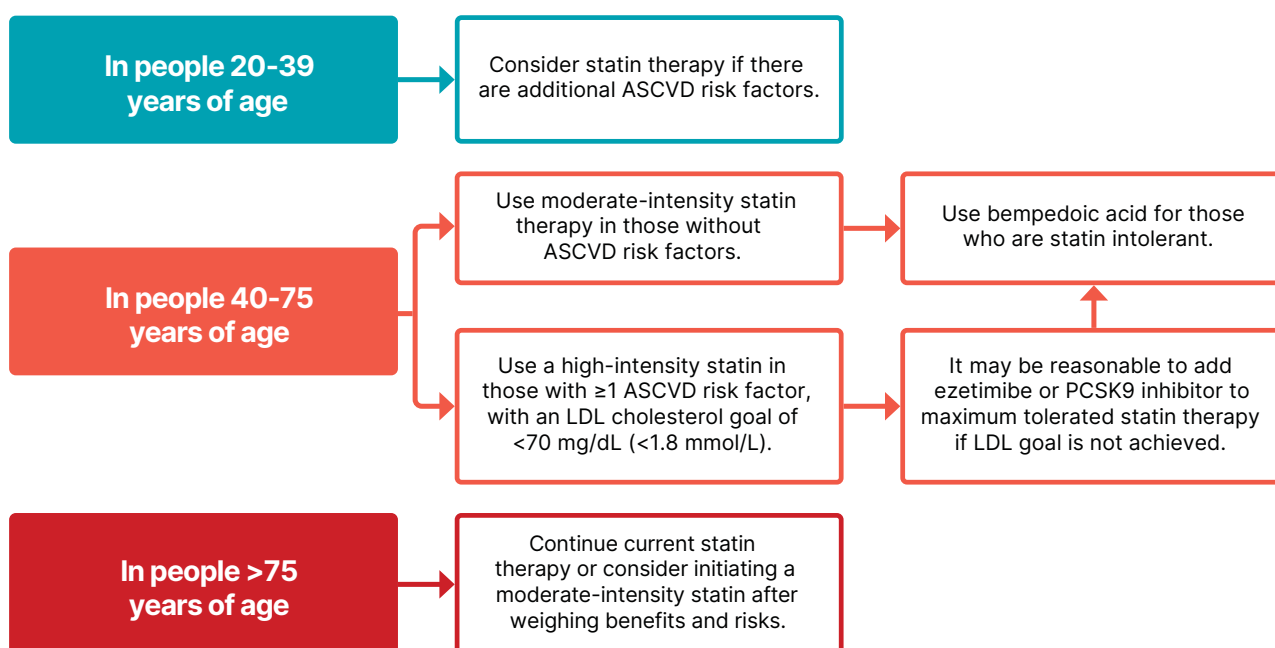 In people 20-39
years of age
Consider statin therapy if there
are additional ASCVD risk factors.
In people 40-75
years of age
Use moderate-intensity statin
therapy in those without
ASCVD risk factors.
Use bempedoic acid for those
who are statin intolerant.
Use a high-intensity statin in
those with ≥1 ASCVD risk factor,
with an LDL cholesterol goal of
<70 mg/dL (<1.8 mmol/L).
It may be reasonable to add
ezetimibe or PCSK9 inhibitor to
maximum tolerated statin therapy
if LDL goal is not achieved.
In people >75
years of age
Continue current statin
therapy or consider initiating a
moderate-intensity statin after
weighing benefits and risks.